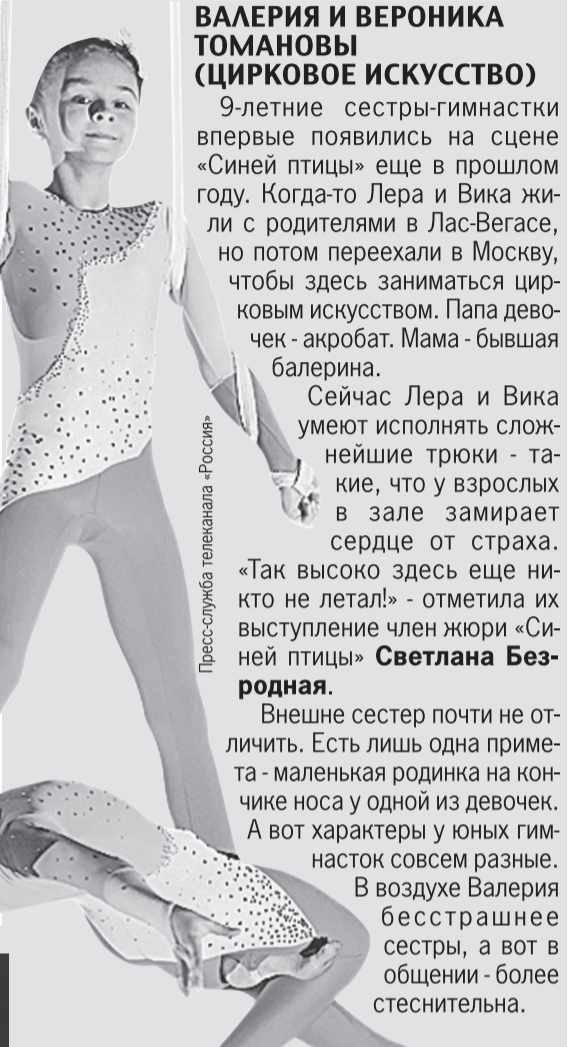 ВАЛЕРИЯ И ВЕРОНИКА
ТОМАНОВЫ
(ЦИРКОВОЕ ИСКУССТВО)
9-летние сестры-гимнастки
впервые появились на сцене
«Синей птицы» еще в прошлом
году. Когда-то Лера и Вика жи-
ли с родителями в Лас-Вегасе,
но потом переехали в Москву,
чтобы здесь заниматься цир-
ковым искусством. Папа дево-
чек - акробат. Мама - бывшая
балерина.
Сейчас Лера и Вика
умеют исполнять слож-
нейшие трюки - та-
кие, что у взрослых
в зале замирает
сердце от страха.
«Так высоко здесь еще ни-
кто не летал!» - отметила их
выступление член жюри «Си-
ней птицы» Светлана Без-
родная.
Внешне сестер почти не от-
личить. Есть лишь одна приме-
та - маленькая родинка на кон-
чике носа у одной из девочек.
А вот характеры у юных гим-
насток совсем разные.
В воздухе Валерия
бесстрашнее
сестры, а вот в
общении - более
стеснительна.
Пресс-служба телеканала «Россия»